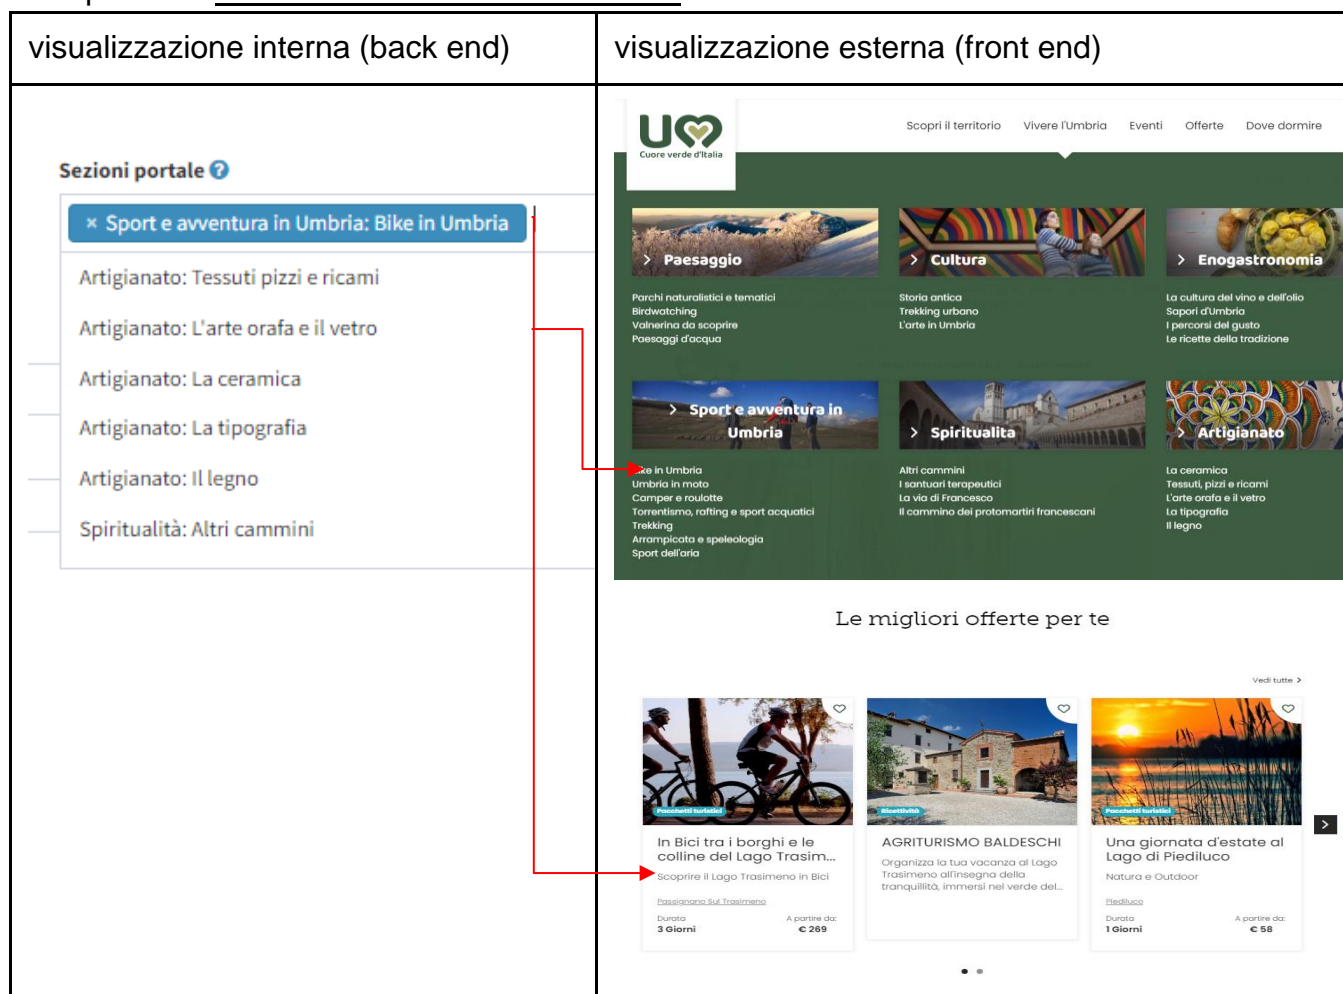 visualizzazione interna (back end)
visualizzazione esterna (front end)
Sezioni portale
× Sport e avventura in Umbria: Bike in Umbria
Artigianato: Tessuti pizzi e ricami
Artigianato: L'arte orafa e il vetro
Artigianato: La ceramica
Artigianato: La tipografia
Artigianato: Il legno
Spiritualità: Altri cammini
UM
Cuore verde d'Italia
Scopri il territorio Vivere l'Umbria Eventi Offerte Dove dormire
> Paesaggio
Parchi naturalistici e tematici
Birdwatching
Valnerina da scoprire
Paesaggi d'acqua
> Cultura
Storia antica
Trekking urbano
L'arte in Umbria
> Enogastronomia
La cultura del vino e dell'olio
Sapori d'Umbria
I percorsi del gusto
Le ricette della tradizione
> Sport e avventura in
Umbria
Bike in Umbria
Umbria in moto
Camper e roulotte
Torrentismo, rafting e sport acquatici
Trekking
Arrampicata e speleologia
Sport dell'aria
> Spiritualita
Altri cammini
I santuari terapeutici
La via di Francesco
Il cammino dei protomartiri francescani
> Artigianato
La ceramica
Tessuti, pizzi e ricami
L'arte orafa e il vetro
La tipografia
Il legno
Le migliori offerte per te
Vedi tutte >
Pacchetti turistici
In Bici tra i borghi e le
colline del Lago Trasim...
Scoprire il Lago Trasimeno in Bici
Passignano Sul Trasimeno
Durata A partire da:
3 Giorni € 269
Ricettività
AGRITURISMO BALDESCHI
Organizza la tua vacanza al Lago
Trasimeno all'insegna della
tranquillità, immersi nel verde del...
Pacchetti turistici
Una giornata d'estate al
Lago di Piediluco
Natura e Outdoor
Piediluco
Durata A partire da:
1 Giorni € 58